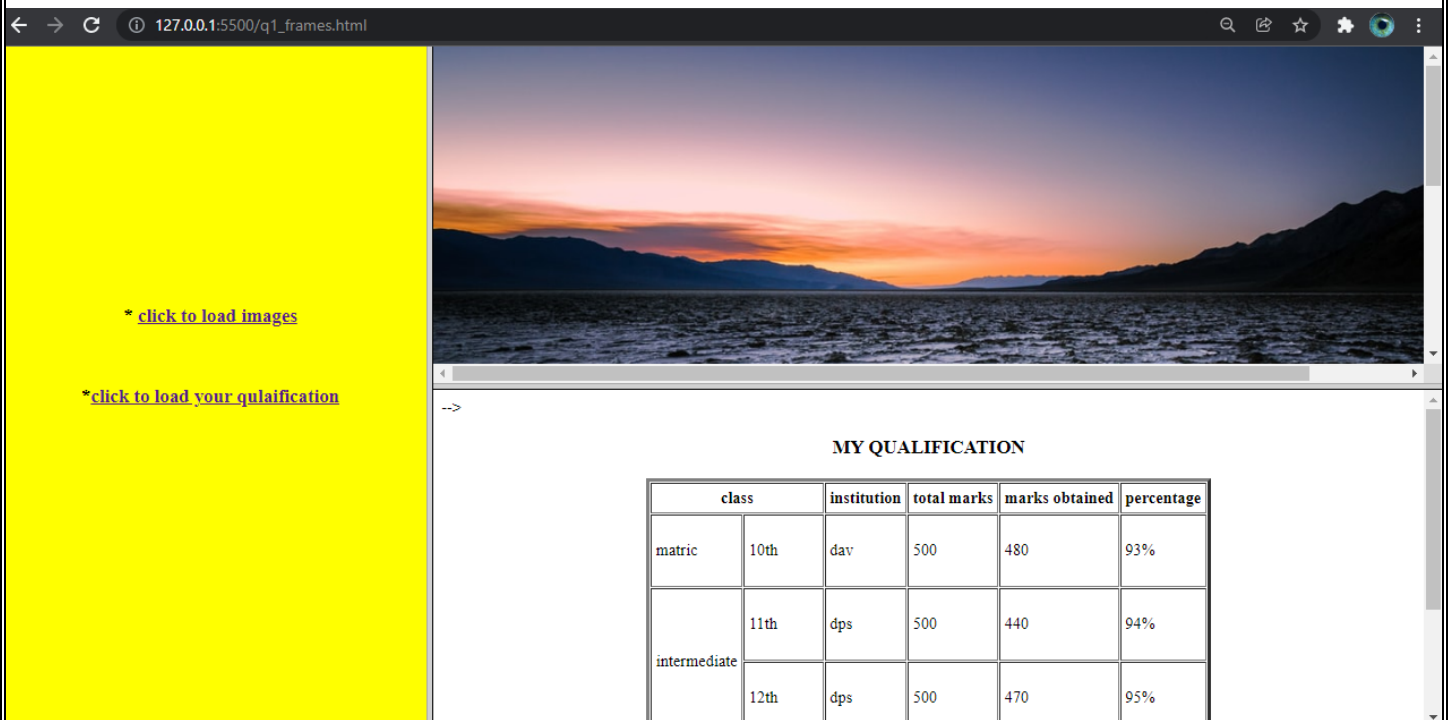 127.0.0.1:5500/q1_frames.html
* click to load images
*click to load your qulaification
-->
MY QUALIFICATION
class institution total marks marks obtained percentage
matric 10th dav 500 480 93%
intermediate 11th dps 500 440 94%
12th dps 500 470 95%